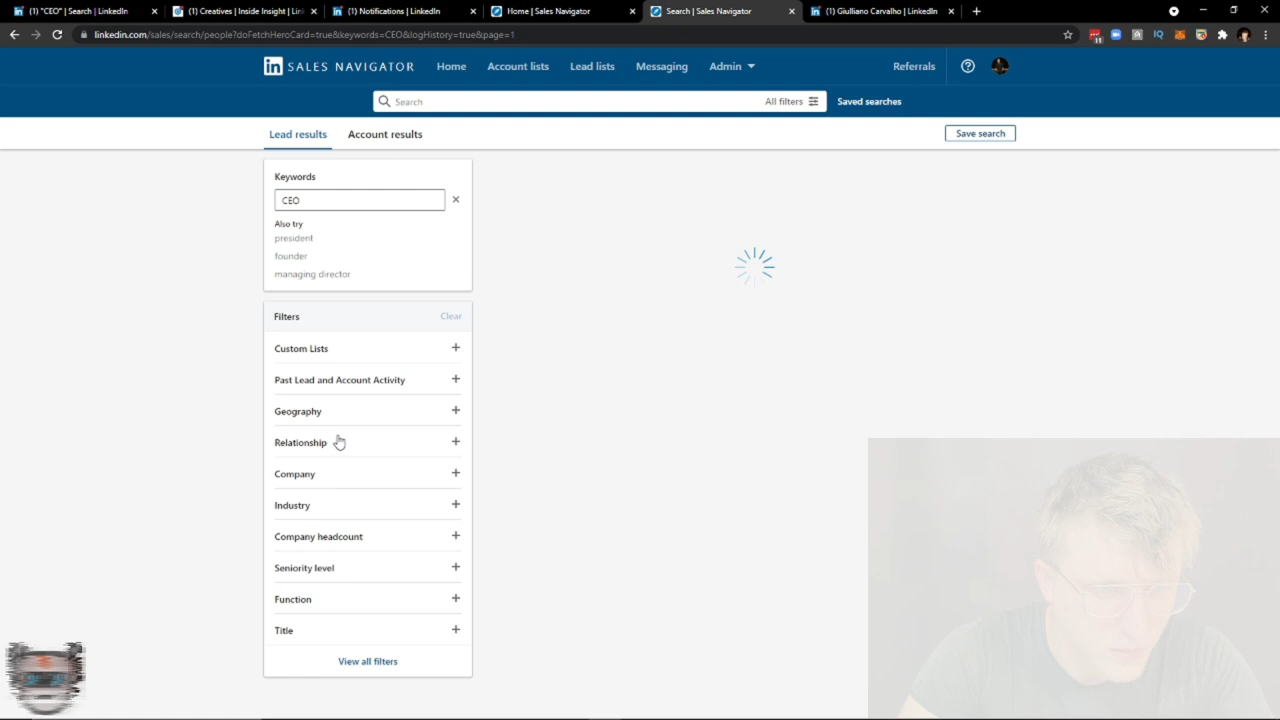 (1) "CEO" | Search | LinkedIn
(1) Creatives | Inside Insight | Lin
(1) Notifications | LinkedIn
Home | Sales Navigator
Search | Sales Navigator
(1) Giulliano Carvalho | LinkedIn
linkedin.com/sales/search/people?doFetchHeroCard=true&keywords=CEO&logHistory=true&page=1
11
in SALES NAVIGATOR
Home
Account lists
Lead lists
Messaging
Admin
Referrals
Search
All filters
Saved searches
Lead results
Account results
Save search
Keywords
CEO
Also try
president
founder
managing director
Filters
Clear
Custom Lists
Past Lead and Account Activity
Geography
Relationship
Company
Industry
Company headcount
Seniority level
Function
Title
View all filters